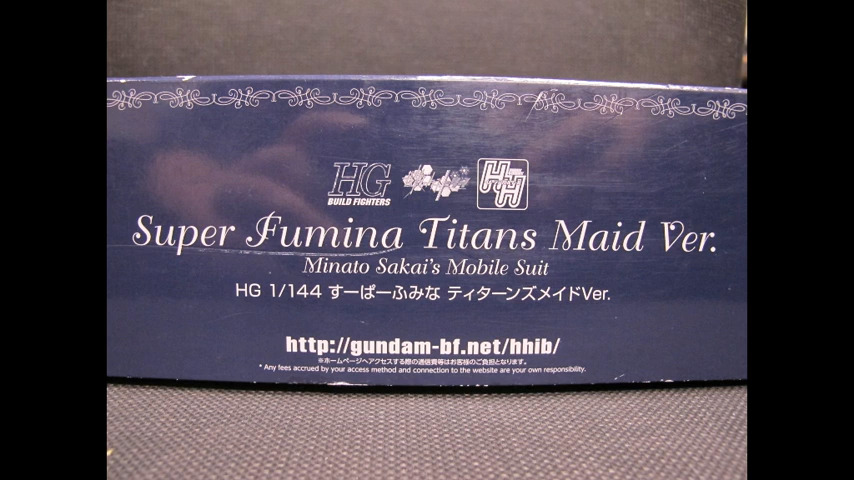 HG
BUILD FIGHTERS
HH
Super Fumina Titans Maid Ver.
Minato Sakai's Mobile Suit
HG 1/144 すーぱーふみな ティターンズメイドVer.
http://gundam-bf.net/hhib/
※ホームページへアクセスする際の通信費等はお客様のご負担となります。
* Any fees accrued by your access method and connection to the website are your own responsibility.